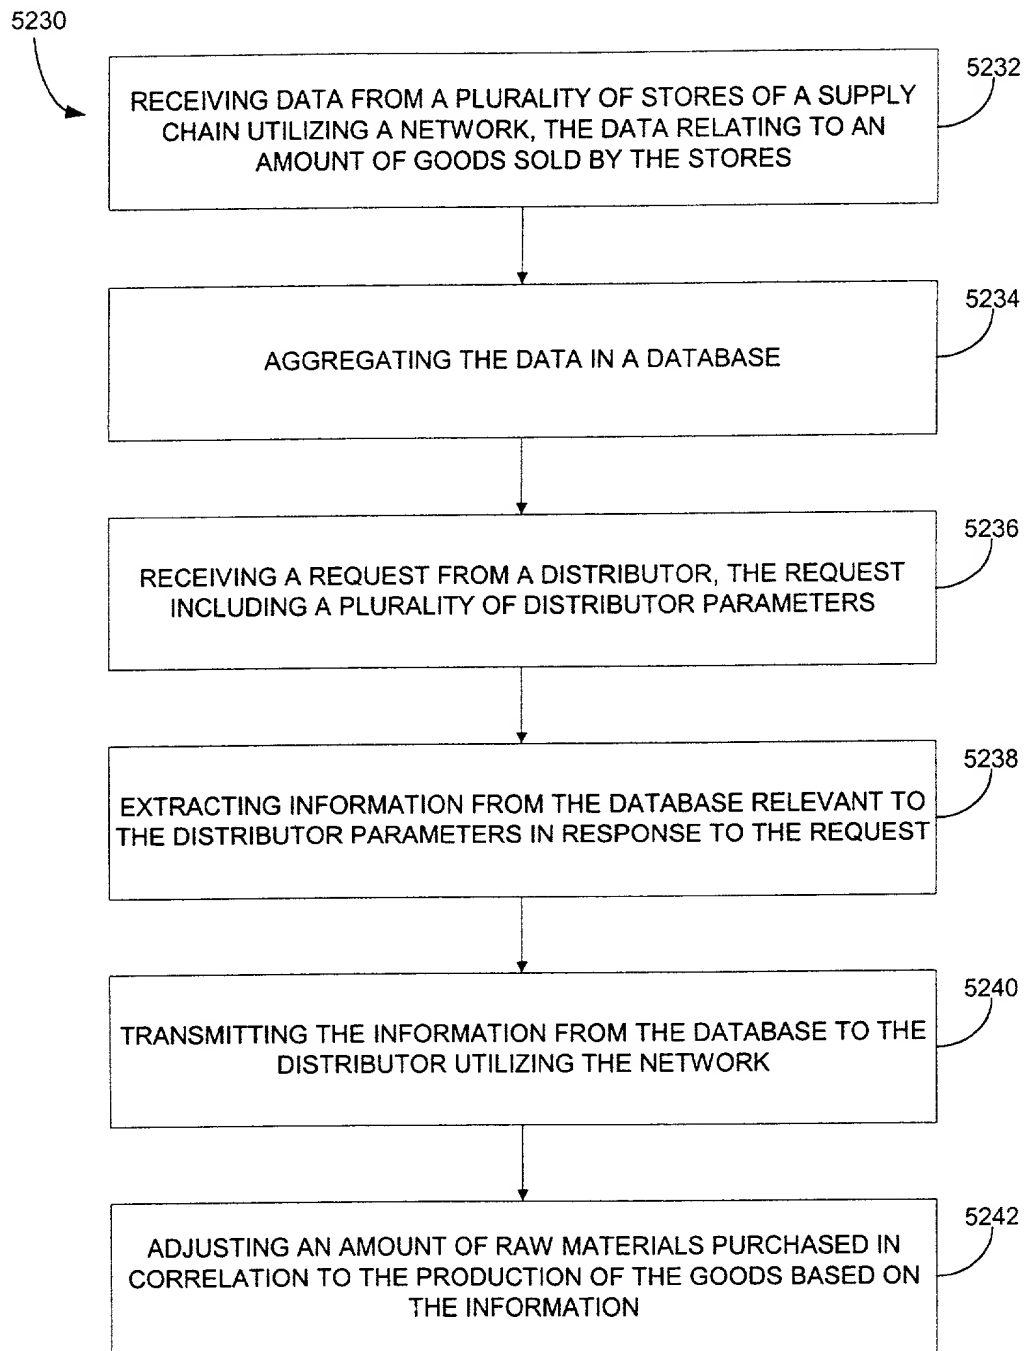 5230
5232
RECEIVING DATA FROM A PLURALITY OF STORES OF A SUPPLY
CHAIN UTILIZING A NETWORK, THE DATA RELATING TO AN
AMOUNT OF GOODS SOLD BY THE STORES
5234
AGGREGATING THE DATA IN A DATABASE
5236
RECEIVING A REQUEST FROM A DISTRIBUTOR, THE REQUEST
INCLUDING A PLURALITY OF DISTRIBUTOR PARAMETERS
5238
EXTRACTING INFORMATION FROM THE DATABASE RELEVANT TO
THE DISTRIBUTOR PARAMETERS IN RESPONSE TO THE REQUEST
5240
TRANSMITTING THE INFORMATION FROM THE DATABASE TO THE
DISTRIBUTOR UTILIZING THE NETWORK
5242
ADJUSTING AN AMOUNT OF RAW MATERIALS PURCHASED IN
CORRELATION TO THE PRODUCTION OF THE GOODS BASED ON
THE INFORMATION